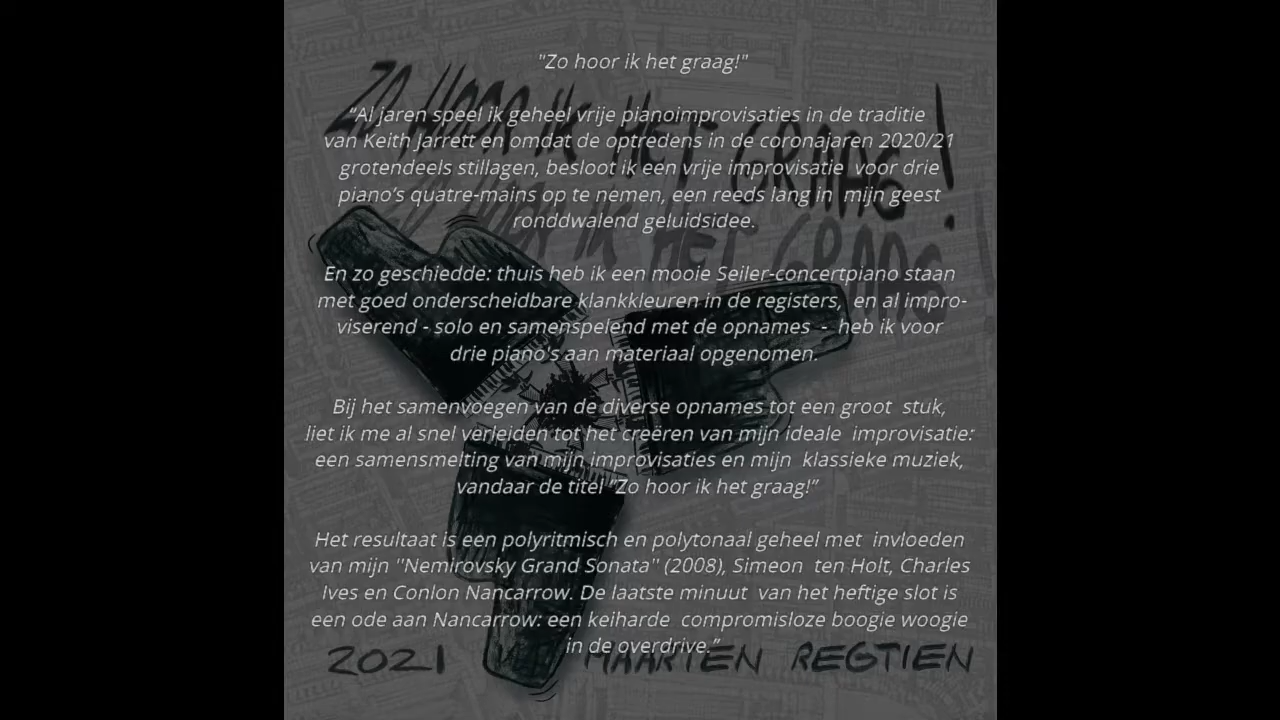 "Zo hoor ik het graag!"
“Al jaren speel ik geheel vrije pianoimprovisaties in de traditie
van Keith Jarrett en omdat de optredens in de coronajaren 2020/21
grotendeels stillagen, besloot ik een vrije improvisatie voor drie
piano’s quatre-mains op te nemen, een reeds lang in mijn geest
ronddwalend geluidsidee.
En zo geschiedde: thuis heb ik een mooie Seiler-concertpiano staan
met goed onderscheidbare klankkleuren in de registers, en al impro-
viserend - solo en samenspelend met de opnames - heb ik voor
drie piano's aan materiaal opgenomen.
Bij het samenvoegen van de diverse opnames tot een groot stuk,
liet ik me al snel verleiden tot het creëren van mijn ideale improvisatie:
een samensmelting van mijn improvisaties en mijn klassieke muziek,
vandaar de titel “Zo hoor ik het graag!”
Het resultaat is een polyritmisch en polytonaal geheel met invloeden
van mijn "Nemirovsky Grand Sonata" (2008), Simeon ten Holt, Charles
Ives en Conlon Nancarrow. De laatste minuut van het heftige slot is
een ode aan Nancarrow: een keiharde compromisloze boogie woogie
in de overdrive.”
ZO HOOR IK HET GRAAG!
2021 MAARTEN REGTIEN